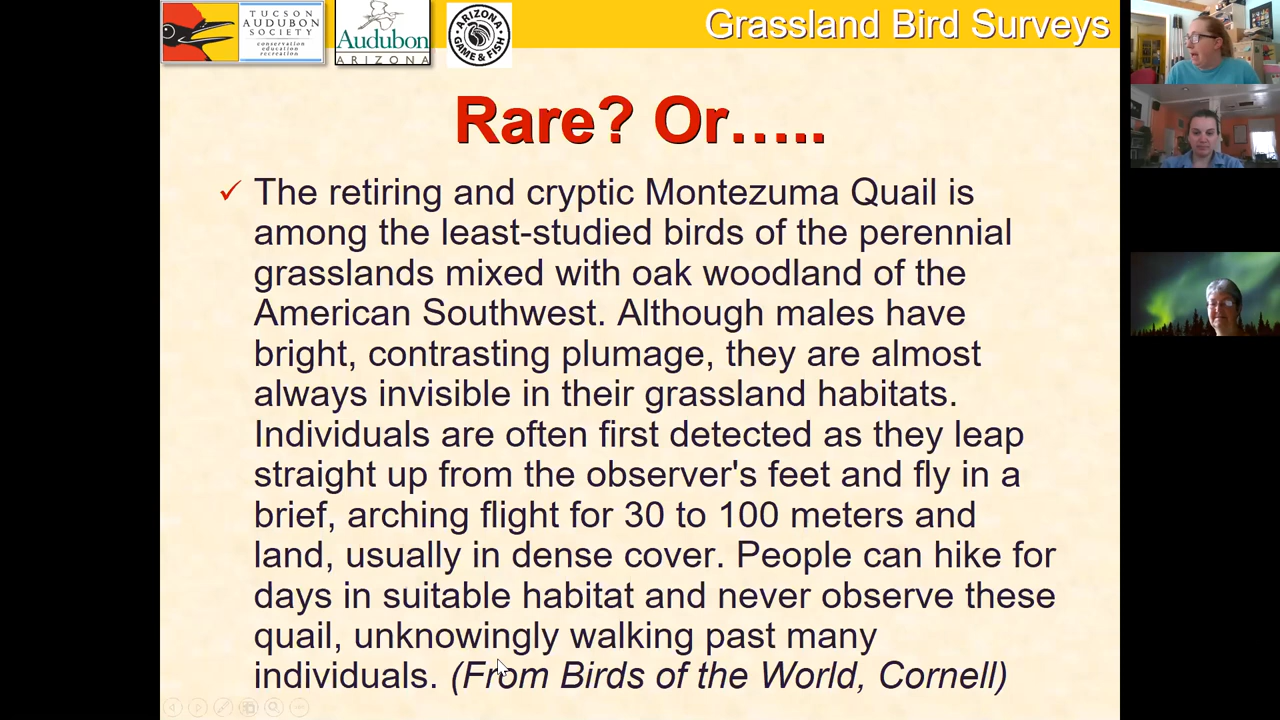 TUCSON
AUDUBON
SOCIETY
conservation
education
recreation
Audubon
ARIZONA
ARIZONA
GAME & FISH
Grassland Bird Surveys
Rare? Or.....
✓ The retiring and cryptic Montezuma Quail is
among the least-studied birds of the perennial
grasslands mixed with oak woodland of the
American Southwest. Although males have
bright, contrasting plumage, they are almost
always invisible in their grassland habitats.
Individuals are often first detected as they leap
straight up from the observer's feet and fly in a
brief, arching flight for 30 to 100 meters and
land, usually in dense cover. People can hike for
days in suitable habitat and never observe these
quail, unknowingly walking past many
individuals. (From Birds of the World, Cornell)